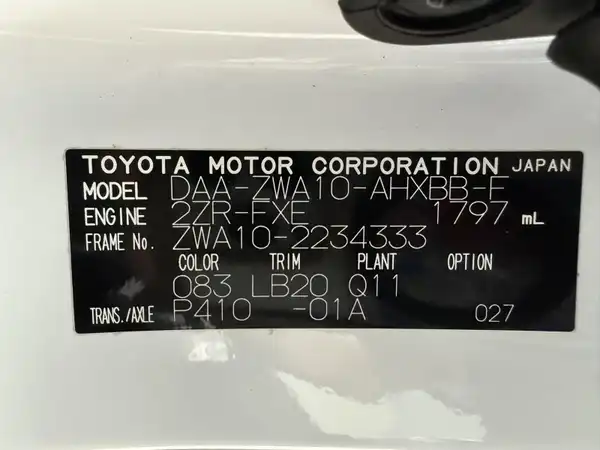 TOYOTA MOTOR CORPORATION JAPAN
MODEL DAA-ZWA10-AHXBB-F
ENGINE 2ZR-FXE 1797 mL
FRAME No. ZWA10-2234333
COLOR TRIM PLANT OPTION
083 LB20 Q11
TRANS./AXLE P410 -01A 027